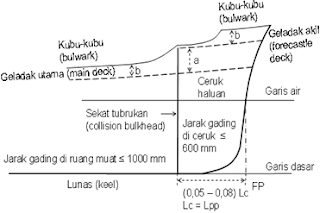 Kubu-kubu
(bulwark)
Kubu-kubu
(bulwark)
b
Geladak akil
(forecastle
deck)
Geladak utama (main deck)
b
a
Ceruk
haluan
Garis air
Sekat tubrukan
(collision bulkhead)
Jarak gading
di ceruk ≤
600 mm
Jarak gading di ruang muat ≤ 1000 mm
Garis dasar
Lunas (keel)
FP
(0,05 – 0,08) Lc
Lc = Lpp